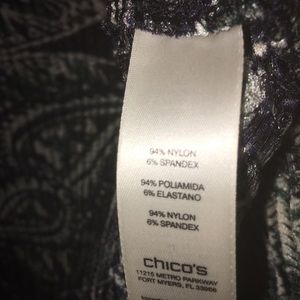 94% NYLON
6% SPANDEX
94% POLIAMIDA
6% ELASTANO
94% NYLON
6% SPANDEX
chico's
11215 METRO PARKWAY
FORT MYERS, FL 33966